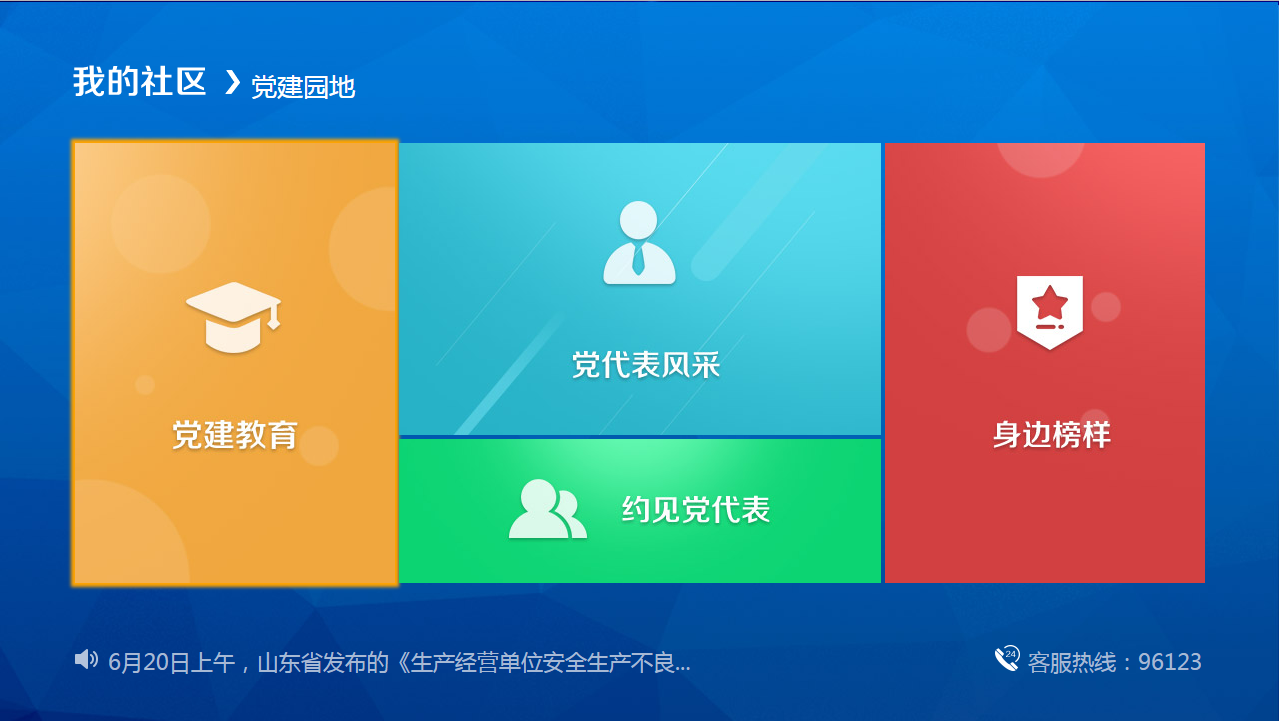 我的社区 ❯ 党建园地
党建教育
党代表风采
约见党代表
身边榜样
6月20日上午，山东省发布的《生产经营单位安全生产不良...
24
客服热线：96123